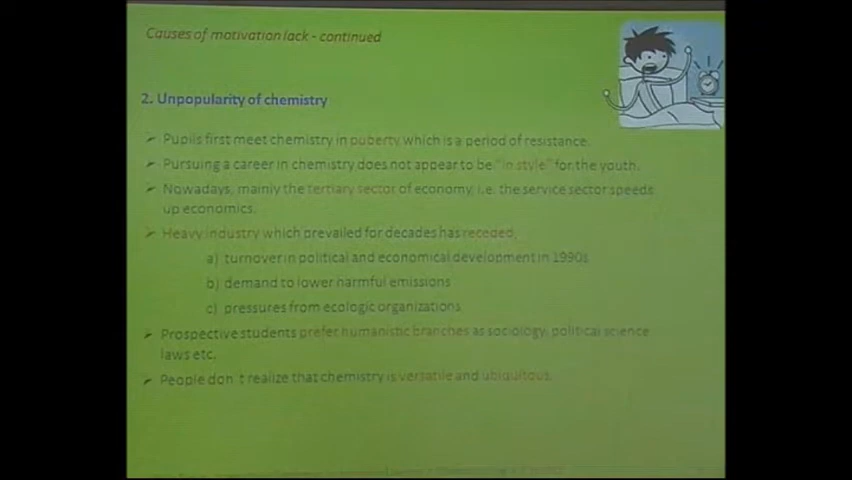 Causes of motivation lack - continued
2. Unpopularity of chemistry
Pupils first meet chemistry in puberty which is a period of resistance.
Pursuing a career in chemistry does not appear to be "in style" for the youth.
Nowadays, mainly the tertiary sector of economy, i.e. the service sector speeds
up economics.
Heavy industry which prevailed for decades has receded,
a) turnover in political and economical development in 1990s
b) demand to lower harmful emissions
c) pressures from ecologic organizations
Prospective students prefer humanistic branches as sociology, political science
laws etc.
People don´t realize that chemistry is versatile and ubiquitous.